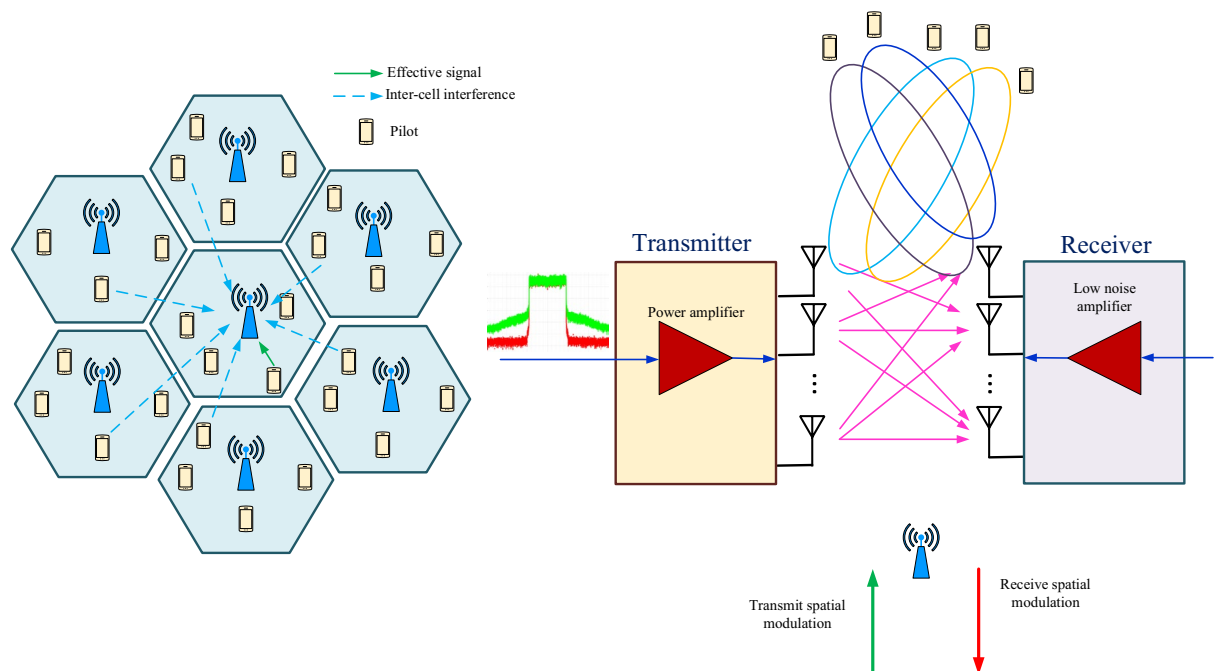 Effective signal
Inter-cell interference
Pilot
Transmitter
Receiver
Power amplifier
Low noise
amplifier
Transmit spatial
modulation
Receive spatial
modulation